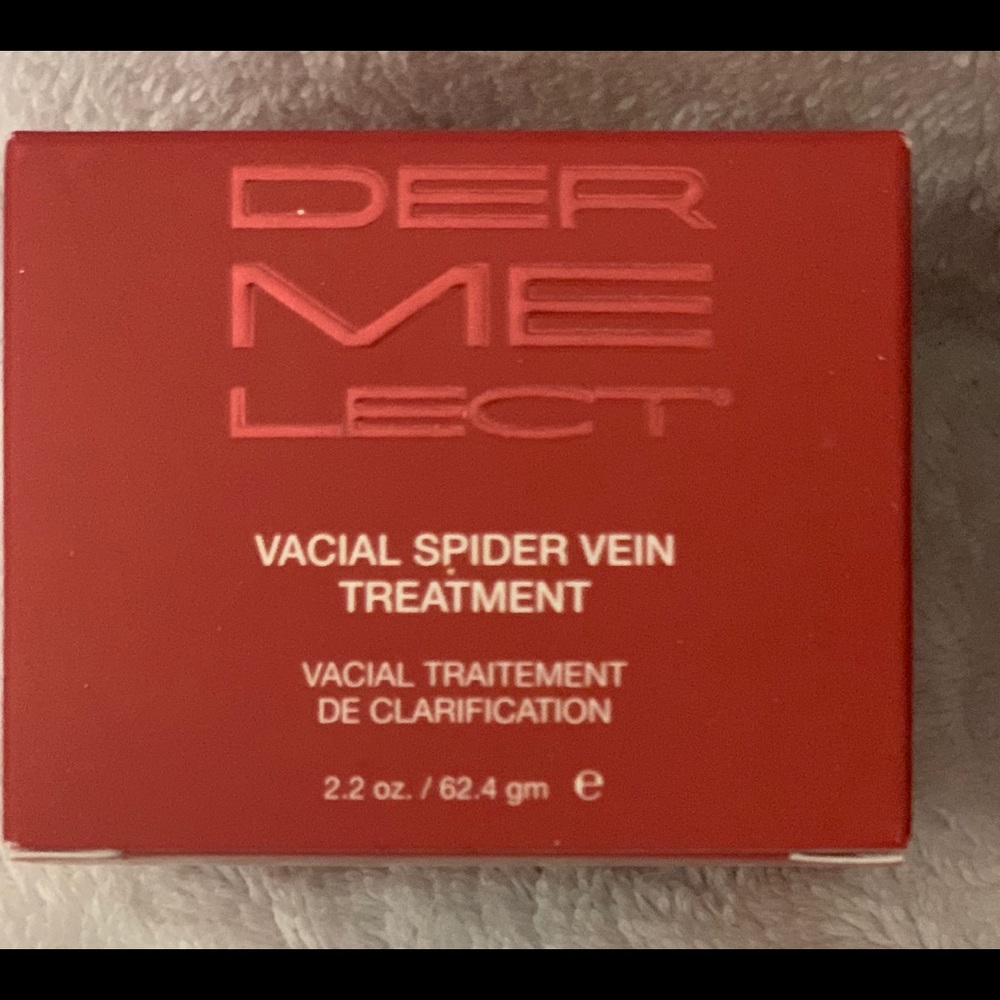 DER
ME
LECT®
VACIAL SPIDER VEIN
TREATMENT
VACIAL TRAITEMENT
DE CLARIFICATION
2.2 oz. / 62.4 gm ℮